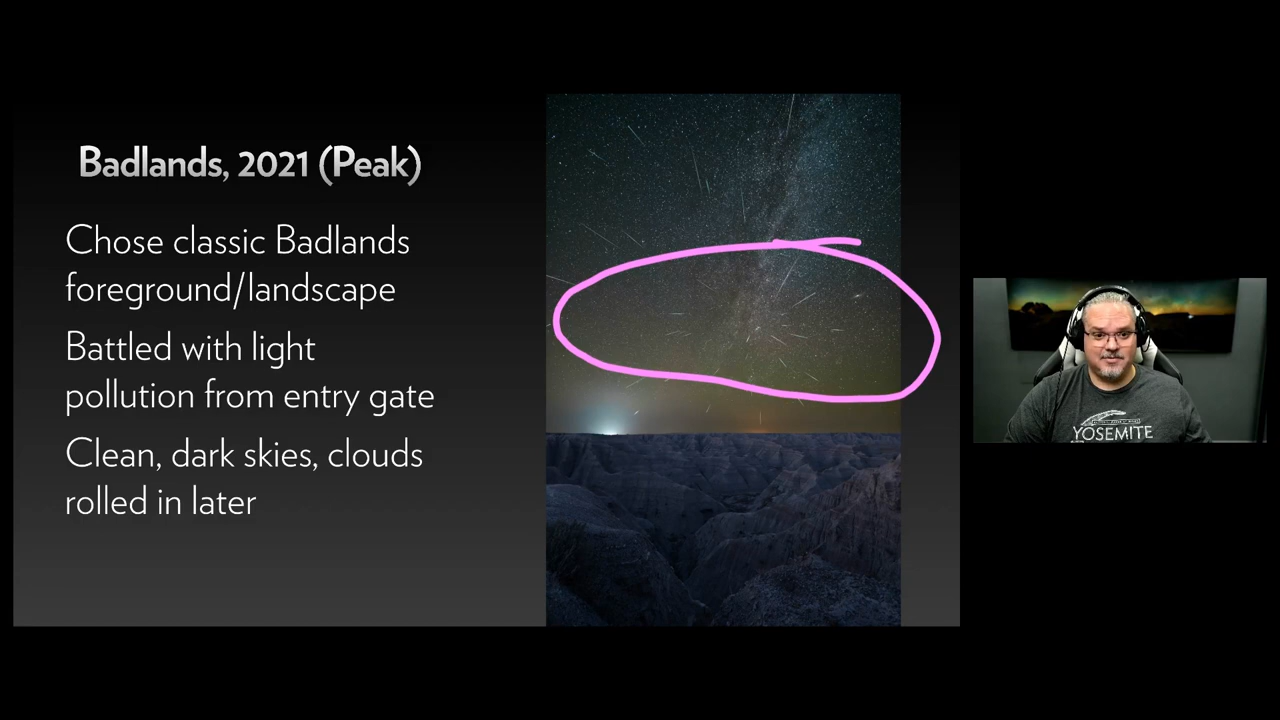 Badlands, 2021 (Peak)
Chose classic Badlands
foreground/landscape
Battled with light
pollution from entry gate
Clean, dark skies, clouds
rolled in later
YOSEMITE